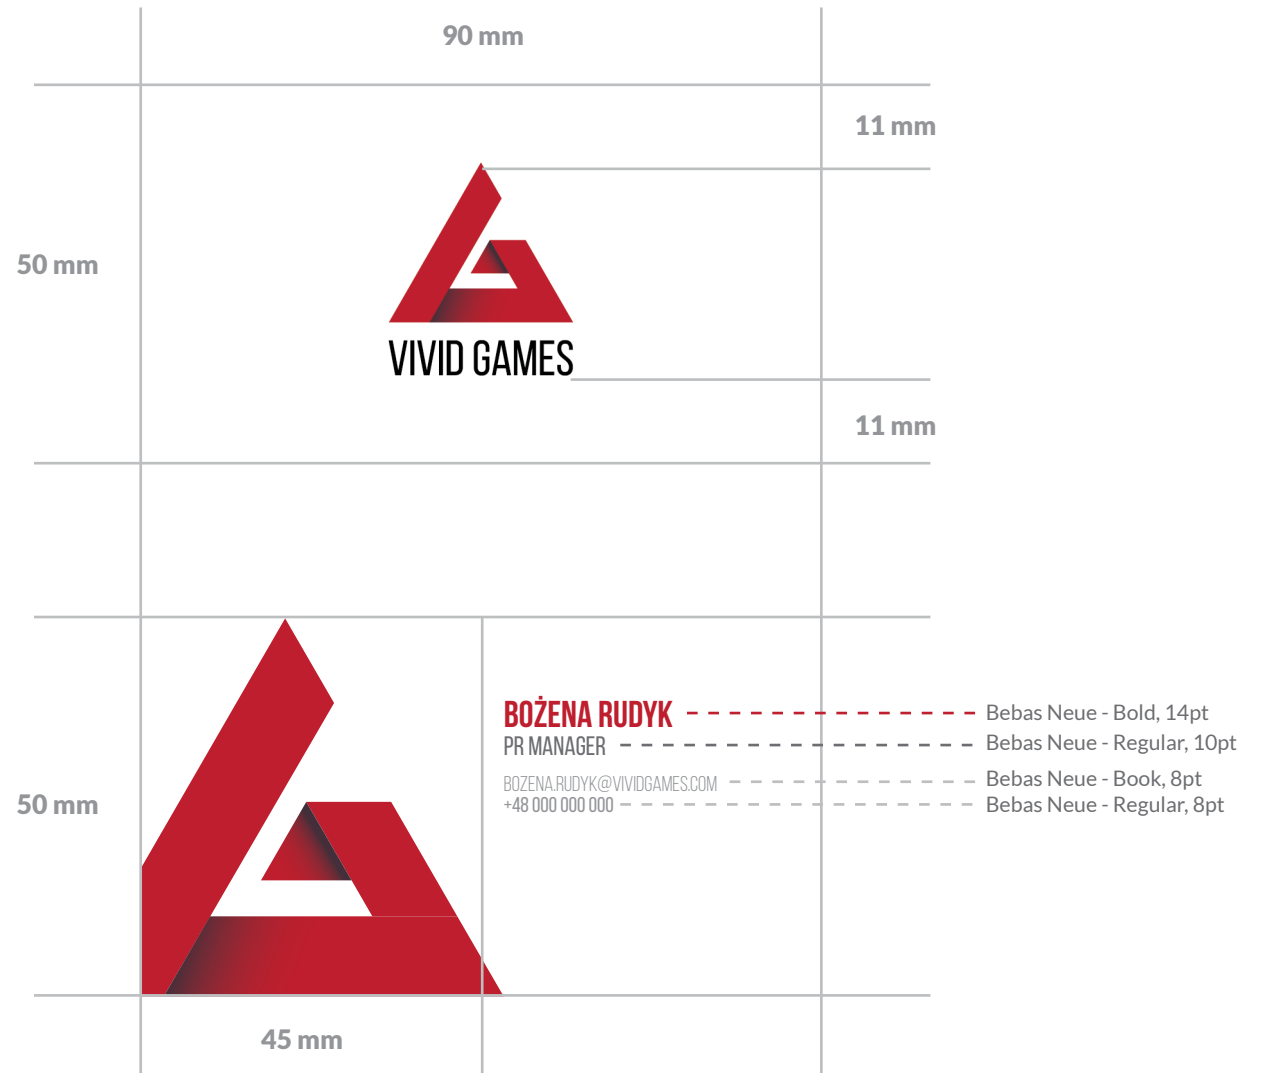 90 mm
11 mm
50 mm
VIVID GAMES
11 mm
BOŻENA RUDYK
Bebas Neue - Bold, 14pt
PR MANAGER
Bebas Neue - Regular, 10pt
BOZENA.RUDYK@VIVIDGAMES.COM
Bebas Neue - Book, 8pt
50 mm
+48 000 000 000
Bebas Neue - Regular, 8pt
45 mm